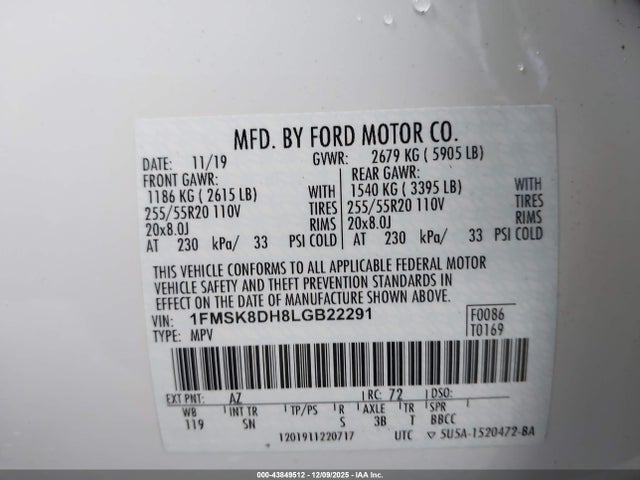 MFD. BY FORD MOTOR CO.
DATE: 11/19 GVWR: 2679 KG ( 5905 LB)
FRONT GAWR: REAR GAWR:
1186 KG ( 2615 LB) WITH 1540 KG ( 3395 LB) WITH
255/55R20 110V TIRES 255/55R20 110V TIRES
20x8.0J RIMS 20x8.0J RIMS
AT 230 kPa/ 33 PSI COLD AT 230 kPa/ 33 PSI COLD
THIS VEHICLE CONFORMS TO ALL APPLICABLE FEDERAL MOTOR
VEHICLE SAFETY AND THEFT PREVENTION STANDARDS IN
EFFECT ON THE DATE OF MANUFACTURE SHOWN ABOVE.
VIN: 1FMSK8DH8LGB22291 F0086
TYPE: MPV T0169
EXT PNT: AZ RC: 72 DSO:
WB INT TR TP/PS R AXLE TR SPR
119 SN S 3B T BBCC
1201911220717 UTC ▽ 5U5A-1520472-BA
000-43849512 - 12/09/2025 - IAA Inc.